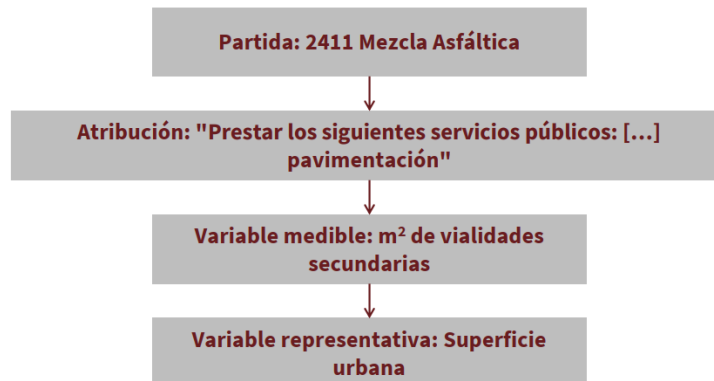 Partida: 2411 Mezcla Asfáltica
Atribución: "Prestar los siguientes servicios públicos: [...]
pavimentación"
Variable medible: m² de vialidades
secundarias
Variable representativa: Superficie
urbana